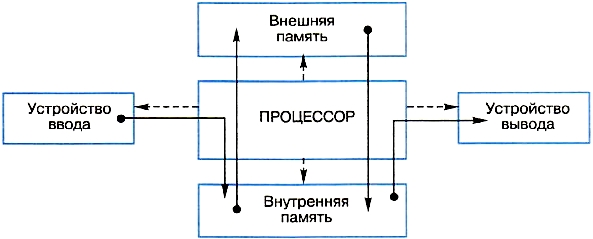 Внешняя
память
Устройство
ввода
ПРОЦЕССОР
Устройство
вывода
Внутренняя
память